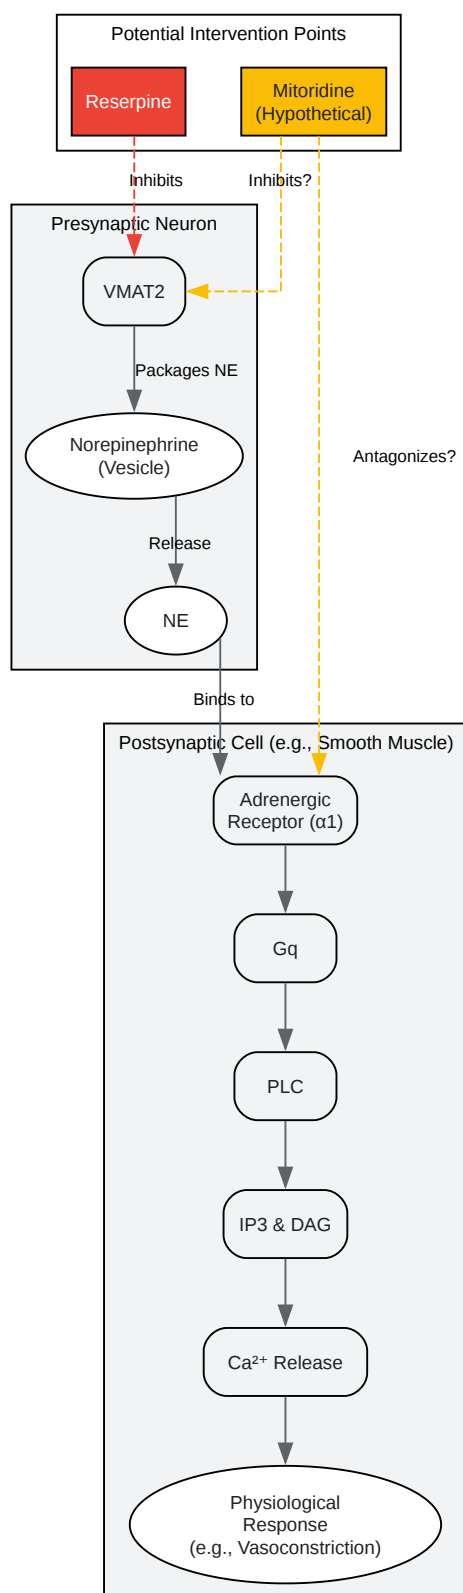 Potential Intervention Points
Reserpine
Mitoridine
(Hypothetical)
Inhibits
Inhibits?
Presynaptic Neuron
VMAT2
Packages NE
Norepinephrine
(Vesicle)
Antagonizes?
Release
NE
Binds to
Postsynaptic Cell (e.g., Smooth Muscle)
Adrenergic
Receptor (α1)
Gq
PLC
IP3 & DAG
Ca²⁺ Release
Physiological
Response
(e.g., Vasoconstriction)